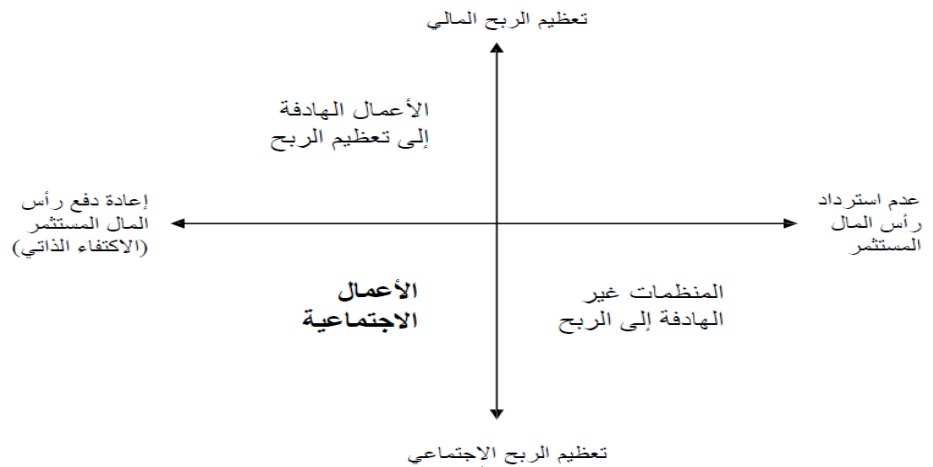 تعظيم الربح المالي
الأعمال الهادفة
إلى تعظيم الربح
عدم استرداد
رأس المال
المستثمر
إعادة دفع رأس
المال المستثمر
(الاكتفاء الذاتي)
المنظمات غير
الهادفة إلى الربح
الأعمال
الاجتماعية
تعظيم الربح الاجتماعي